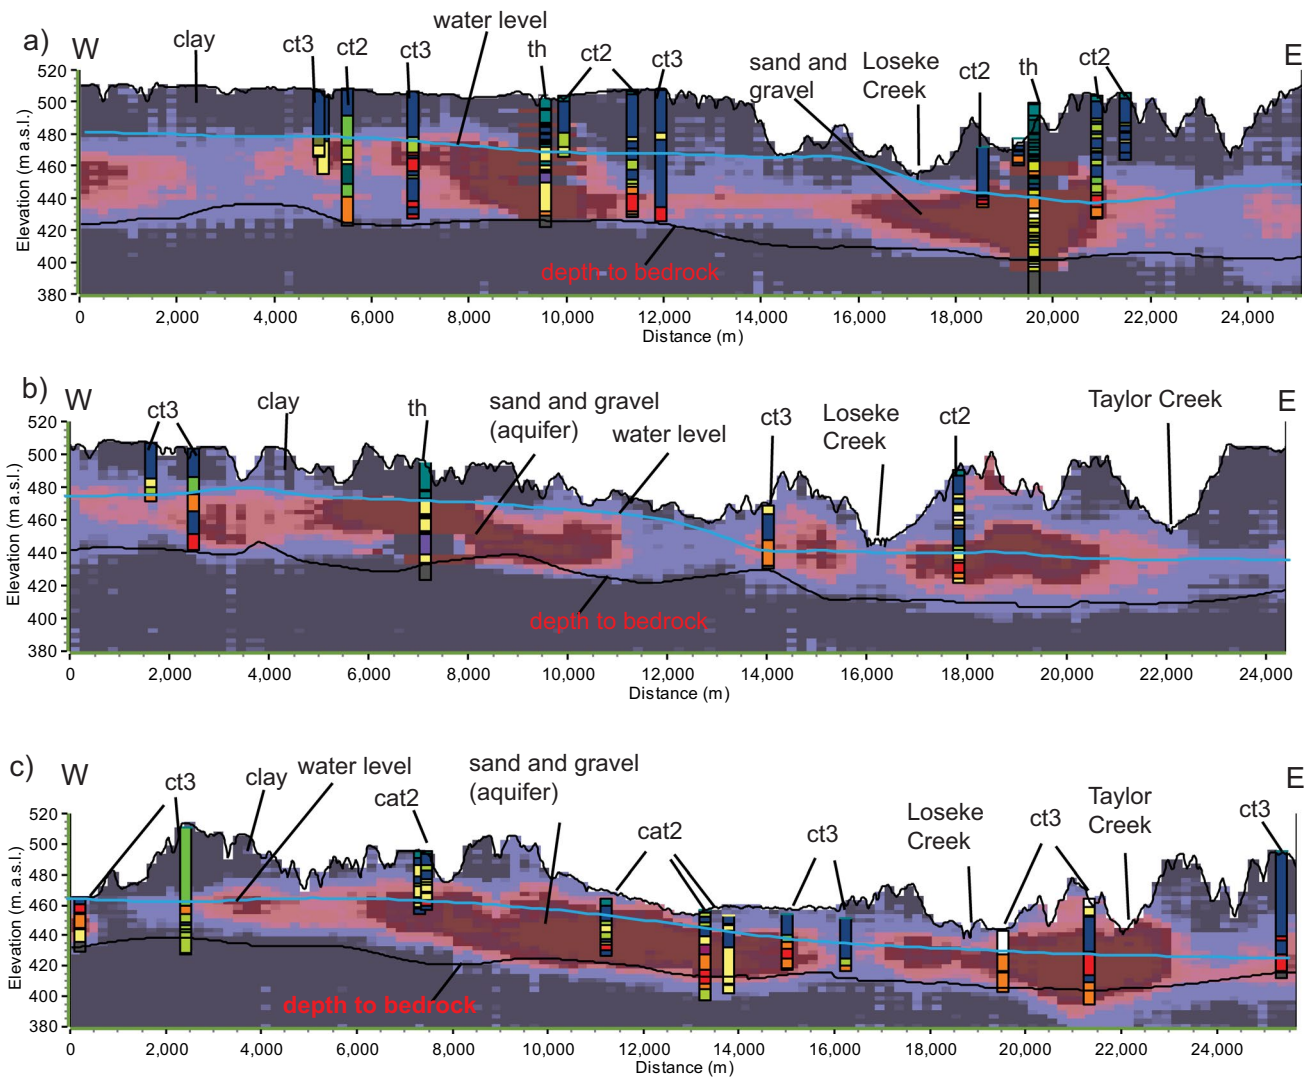 a)
W
clay
ct3
ct2
ct3
water level
th
ct2
ct3
sand and
gravel
Loseke
Creek
ct2
th
ct2
E
Elevation (m a.s.l.)
520
500
480
460
440
420
400
380
depth to bedrock
0 2,000 4,000 6,000 8,000 10,000 12,000 14,000 16,000 18,000 20,000 22,000 24,000
Distance (m)
b)
W
ct3
clay
th
sand and gravel
(aquifer)
water level
ct3
Loseke
Creek
ct2
Taylor Creek
E
Elevation (m a.s.l.)
520
500
480
460
440
420
400
380
depth to bedrock
0 2,000 4,000 6,000 8,000 10,000 12,000 14,000 16,000 18,000 20,000 22,000 24,000
Distance (m)
c)
W
ct3
clay
water level
cat2
sand and gravel
(aquifer)
cat2
ct3
Loseke
Creek
ct3
Taylor
Creek
ct3
E
Elevation (m. a.s.l.)
520
500
480
460
440
420
400
380
depth to bedrock
0 2,000 4,000 6,000 8,000 10,000 12,000 14,000 16,000 18,000 20,000 22,000 24,000
Distance (m)